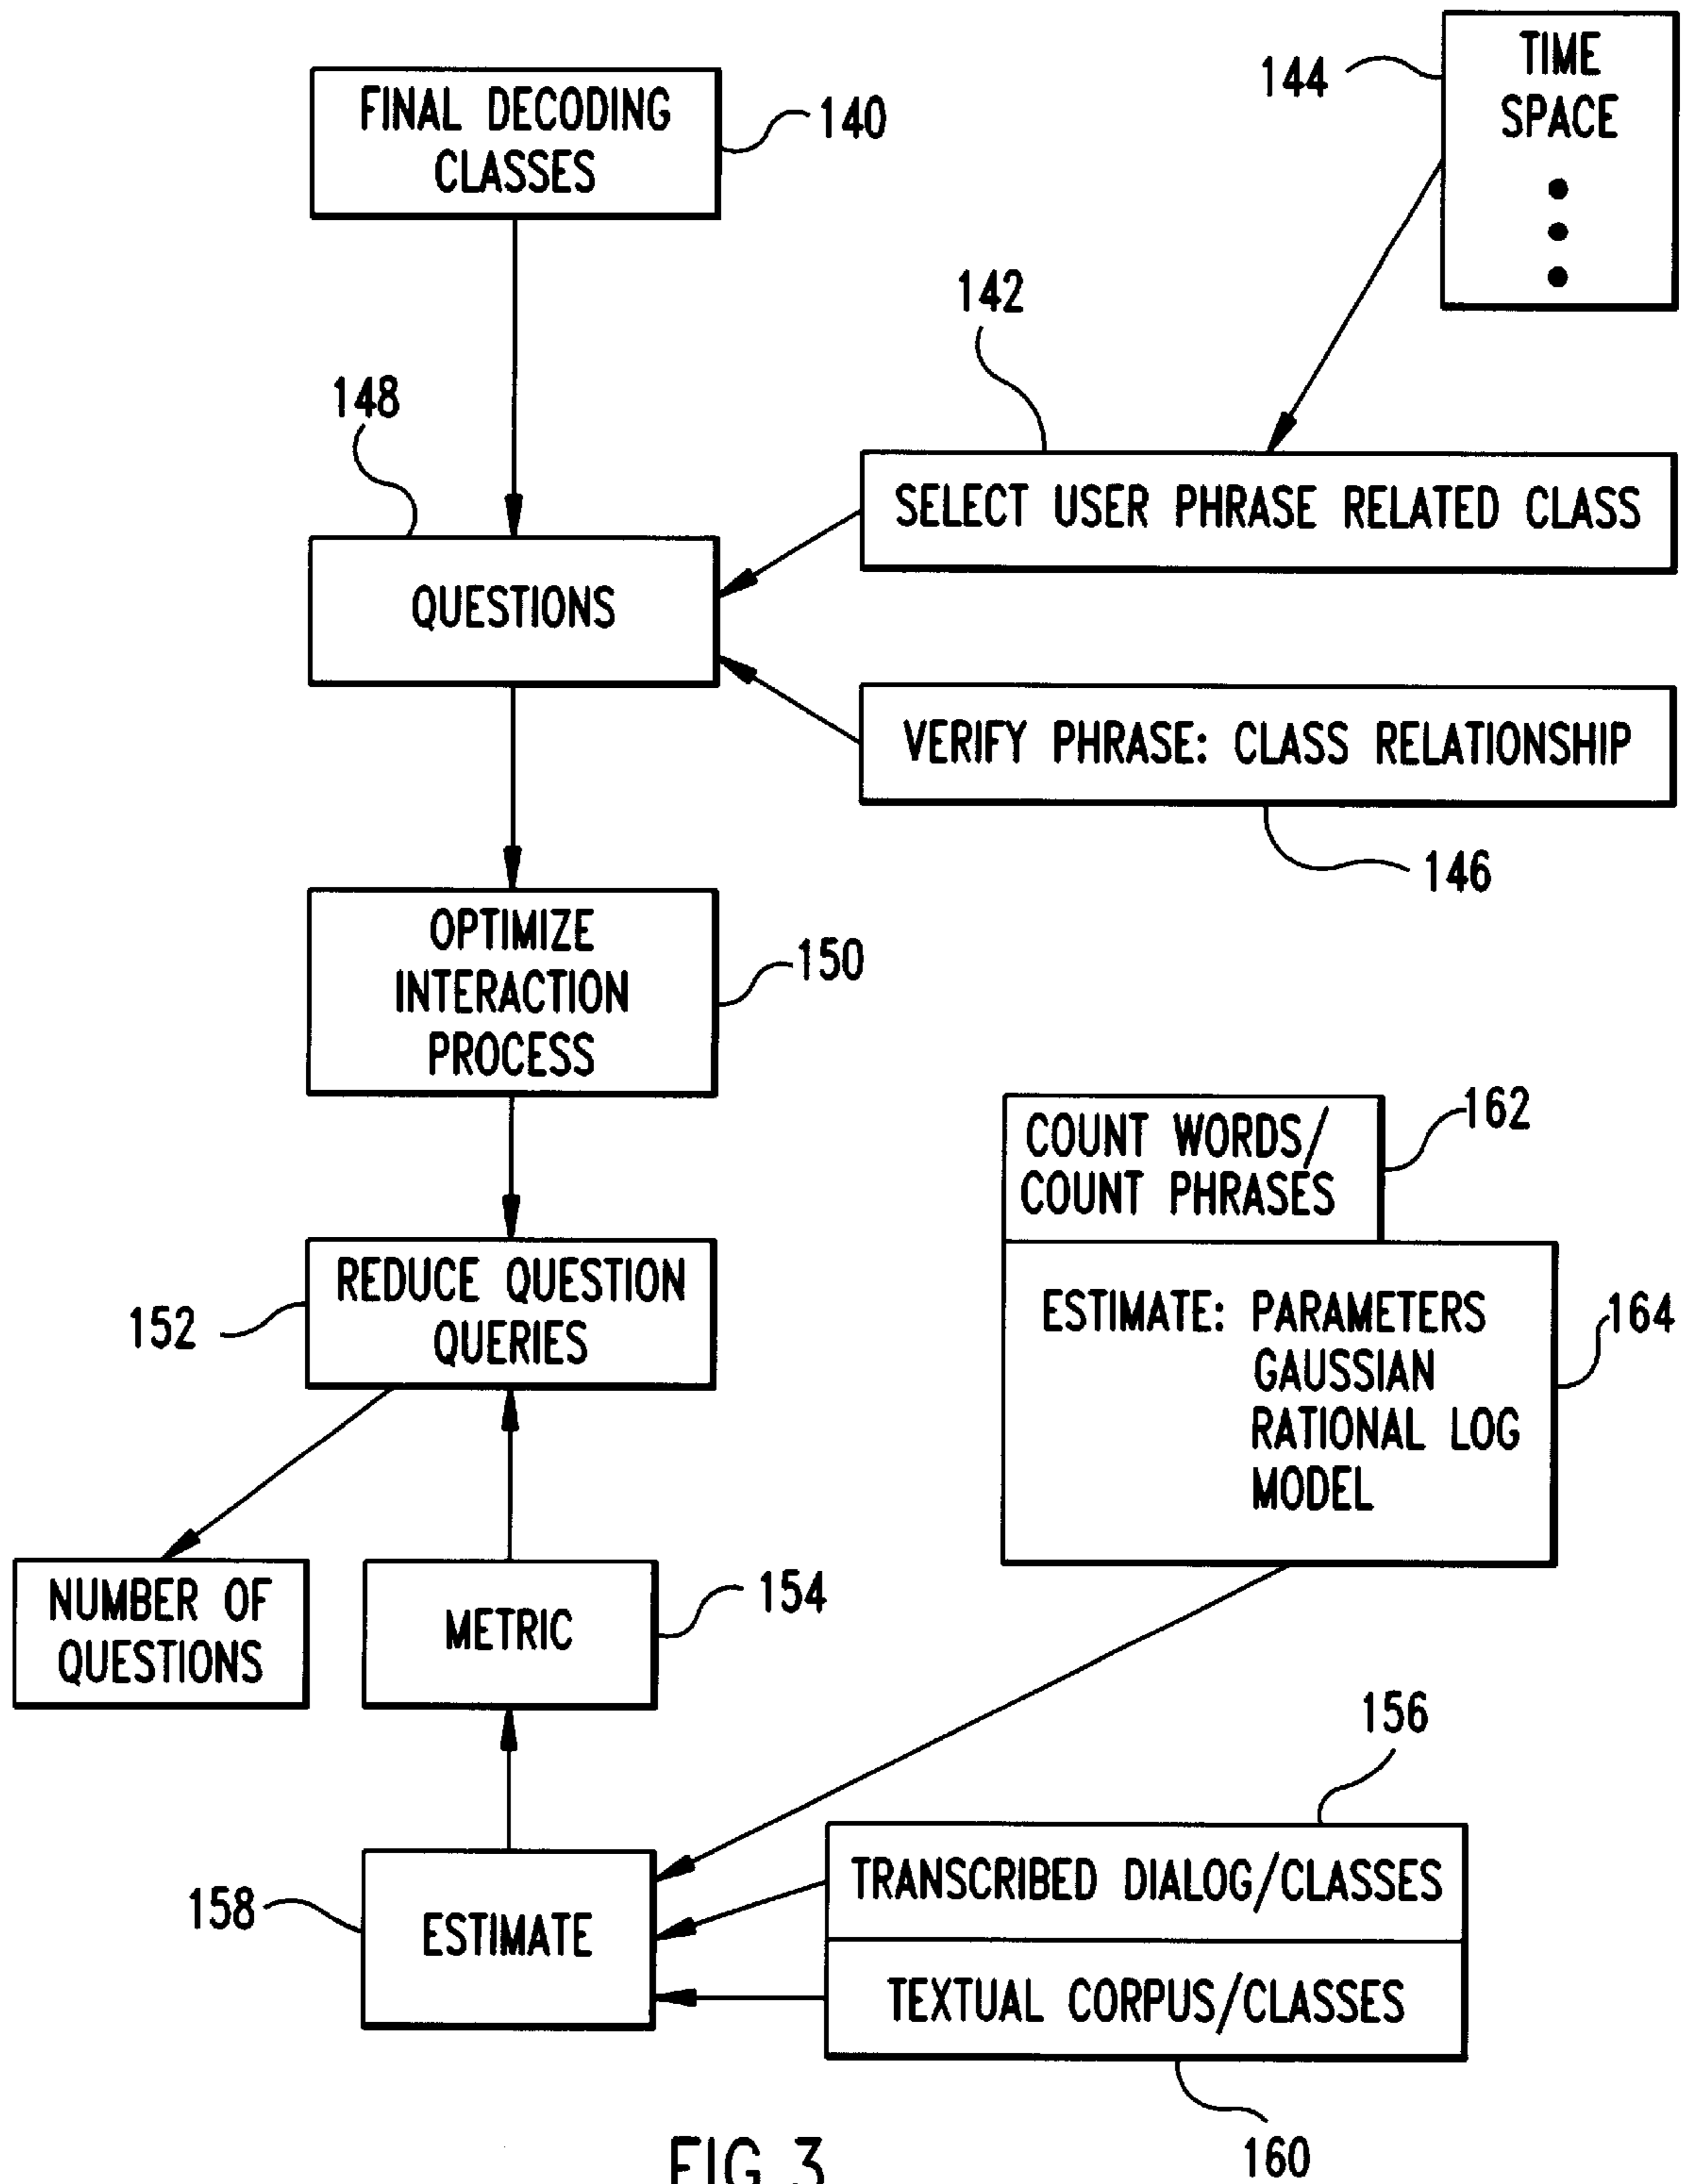 TIME
SPACE
144
FINAL DECODING
CLASSES
140
142
148
SELECT USER PHRASE RELATED CLASS
QUESTIONS
VERIFY PHRASE: CLASS RELATIONSHIP
146
OPTIMIZE
INTERACTION
PROCESS
150
COUNT WORDS/
COUNT PHRASES
162
REDUCE QUESTION
QUERIES
152
ESTIMATE: PARAMETERS
GAUSSIAN
RATIONAL LOG
MODEL
164
NUMBER OF
QUESTIONS
METRIC
154
156
TRANSCRIBED DIALOG/CLASSES
158
ESTIMATE
TEXTUAL CORPUS/CLASSES
160
FIG.3